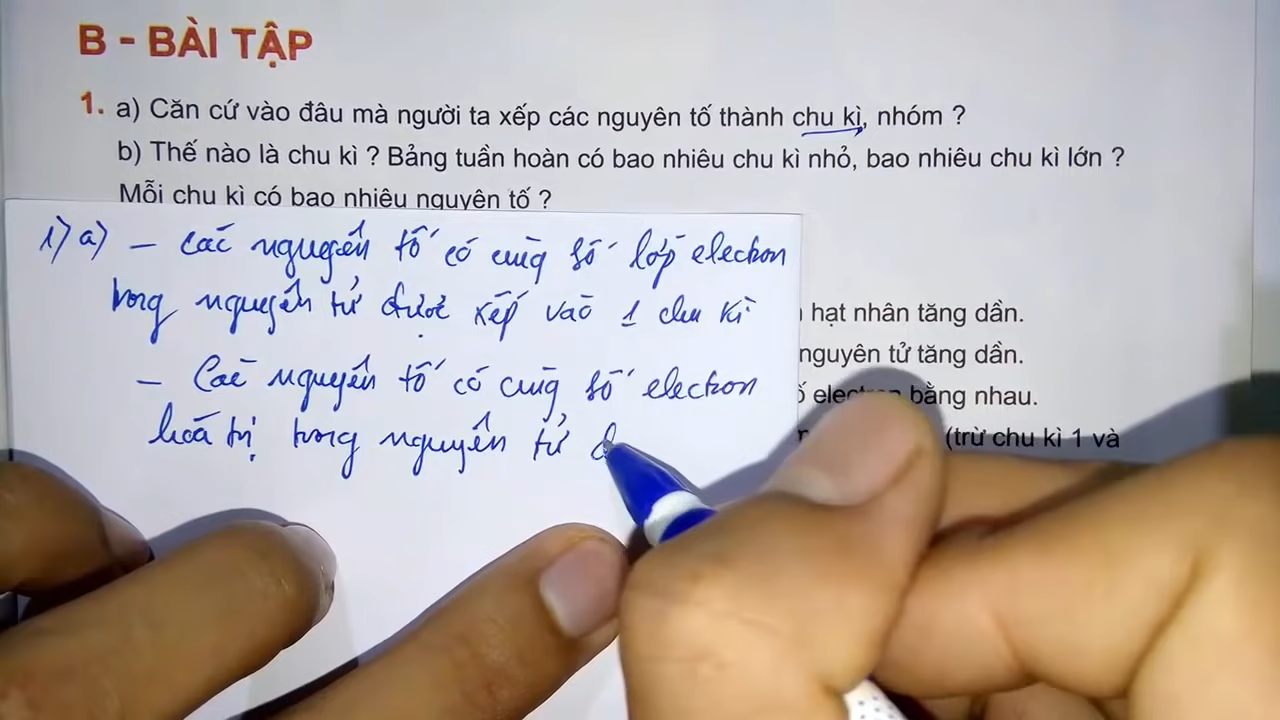 B - BÀI TẬP
1. a) Căn cứ vào đâu mà người ta xếp các nguyên tố thành chu kì, nhóm ?
b) Thế nào là chu kì ? Bảng tuần hoàn có bao nhiêu chu kì nhỏ, bao nhiêu chu kì lớn ?
Mỗi chu kì có bao nhiêu nguyên tố ?
1) a) - Các nguyên tố có cùng số lớp electron
trong nguyên tử được xếp vào 1 chu kì
hạt nhân tăng dần.
nguyên tử tăng dần.
- Các nguyên tố có cùng số electron
electron bằng nhau.
hoá trị trong nguyên tử đ
(trừ chu kì 1 và